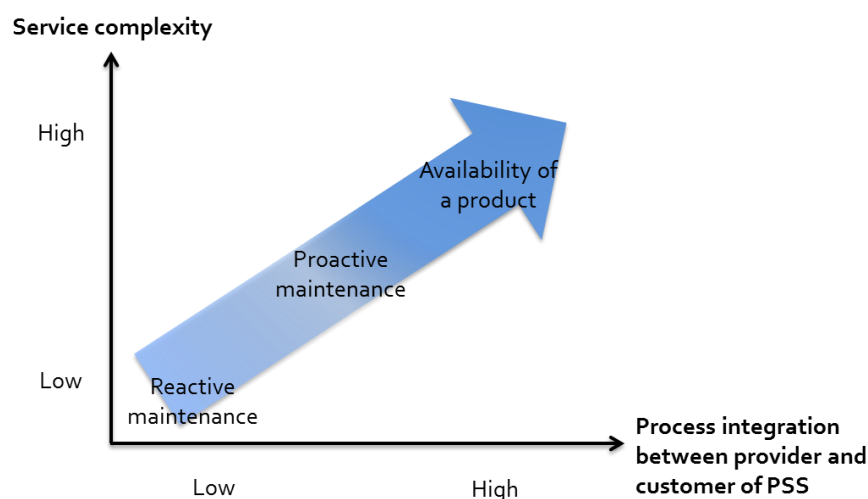 Service complexity
High
Availability of
a product
Proactive
maintenance
Low
Reactive
maintenance
Process integration
between provider and
customer of PSS
Low
High